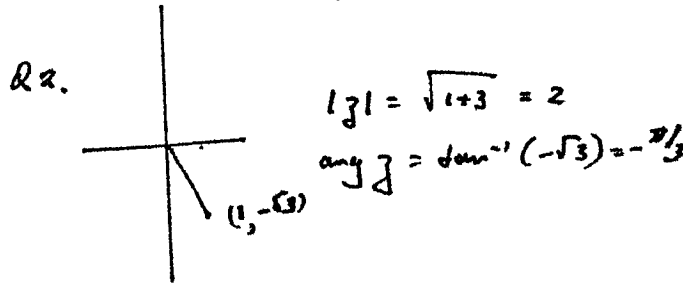 Q2.
|z| = √(1+3) = 2
arg z = tan⁻¹(-√3) = -π/3
(1, -√3)